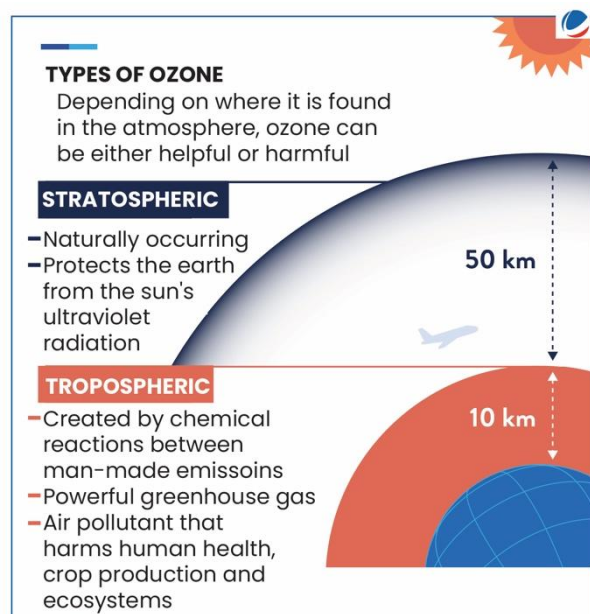 TYPES OF OZONE
Depending on where it is found
in the atmosphere, ozone can
be either helpful or harmful
STRATOSPHERIC
Naturally occurring
Protects the earth
from the sun's
ultraviolet
radiation
50 km
TROPOSPHERIC
Created by chemical
reactions between
man-made emissoins
Powerful greenhouse gas
Air pollutant that
harms human health,
crop production and
ecosystems
10 km